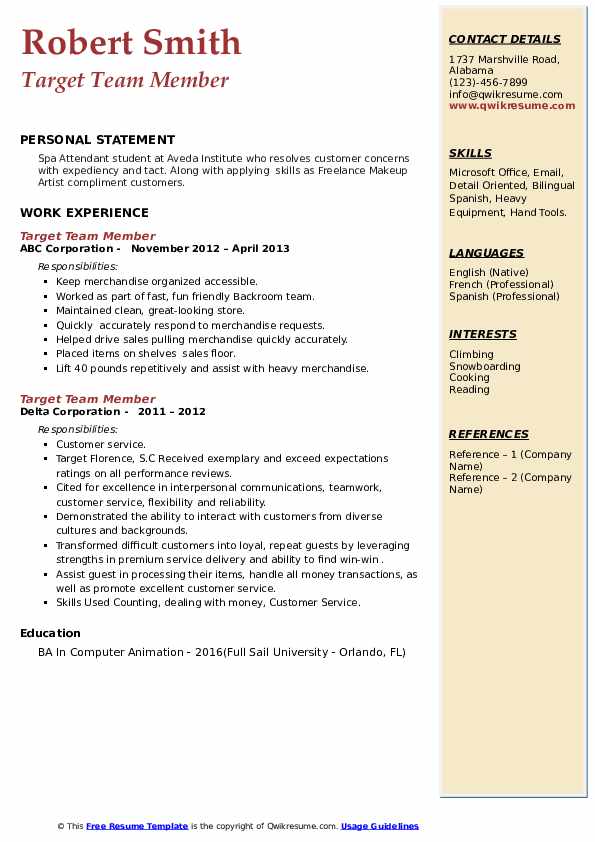 Robert Smith
Target Team Member
PERSONAL STATEMENT
Spa Attendant student at Aveda Institute who resolves customer concerns
with expediency and tact. Along with applying  skills as Freelance Makeup
Artist compliment customers.
WORK EXPERIENCE
Target Team Member
ABC Corporation -   November 2012 – April 2013
Responsibilities:
▪ Keep merchandise organized accessible.
▪ Worked as part of fast, fun friendly Backroom team.
▪ Maintained clean, great-looking store.
▪ Quickly  accurately respond to merchandise requests.
▪ Helped drive sales pulling merchandise quickly accurately.
▪ Placed items on shelves  sales floor.
▪ Lift 40 pounds repetitively and assist with heavy merchandise.
Target Team Member
Delta Corporation -   2011 – 2012
Responsibilities:
▪ Customer service.
▪ Target Florence, S.C Received exemplary and exceed expectations
ratings on all performance reviews.
▪ Cited for excellence in interpersonal communications, teamwork,
customer service, flexibility and reliability.
▪ Demonstrated the ability to interact with customers from diverse
cultures and backgrounds.
▪ Transformed difficult customers into loyal, repeat guests by leveraging
strengths in premium service delivery and ability to find win-win .
▪ Assist guest in processing their items, handle all money transactions, as
well as promote excellent customer service.
▪ Skills Used Counting, dealing with money, Customer Service.
Education
BA In Computer Animation - 2016(Full Sail University - Orlando, FL)
CONTACT DETAILS
1737 Marshville Road,
Alabama
(123)-456-7899
info@qwikresume.com
www.qwikresume.com
SKILLS
Microsoft Office, Email,
Detail Oriented, Bilingual
Spanish, Heavy
Equipment, Hand Tools.
LANGUAGES
English (Native)
French (Professional)
Spanish (Professional)
INTERESTS
Climbing
Snowboarding
Cooking
Reading
REFERENCES
Reference – 1 (Company
Name)
Reference – 2 (Company
Name)
© This Free Resume Template is the copyright of Qwikresume.com. Usage Guidelines